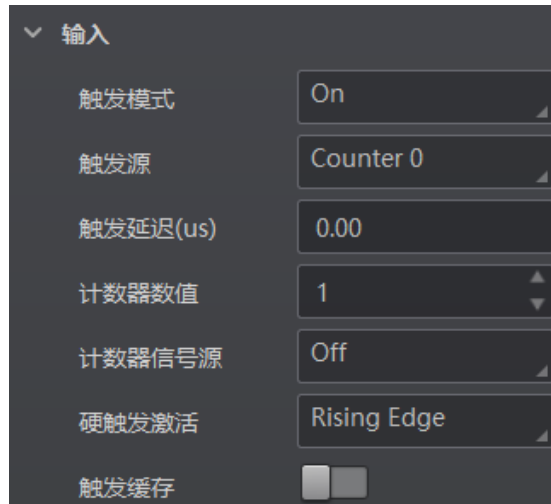 输入
触发模式 On
触发源 Counter 0
触发延迟(us) 0.00
计数器数值 1
计数器信号源 Off
硬触发激活 Rising Edge
触发缓存